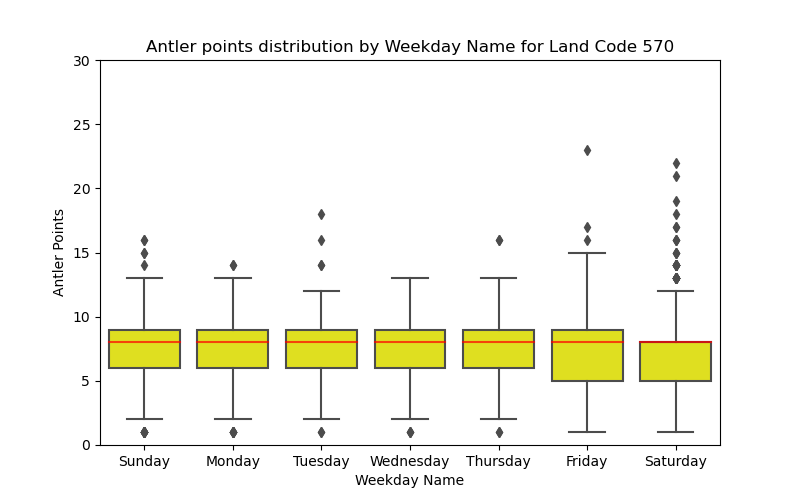 Antler points distribution by Weekday Name for Land Code 570
30
25
20
15
10
5
0
Antler Points
Sunday Monday Tuesday Wednesday Thursday Friday Saturday
Weekday Name